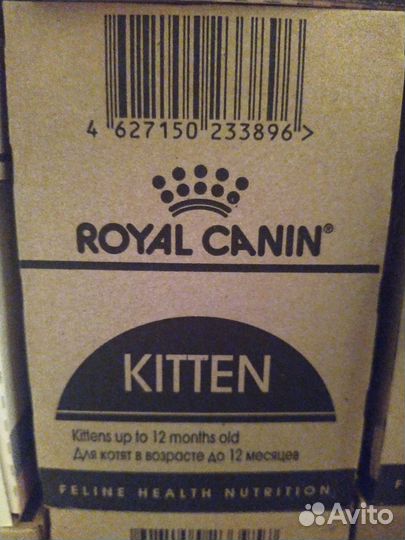 4 627150 233896 >
ROYAL CANIN®
KITTEN
Kittens up to 12 months old
Для котят в возрасте до 12 месяцев
FELINE HEALTH NUTRITION
F
Avito